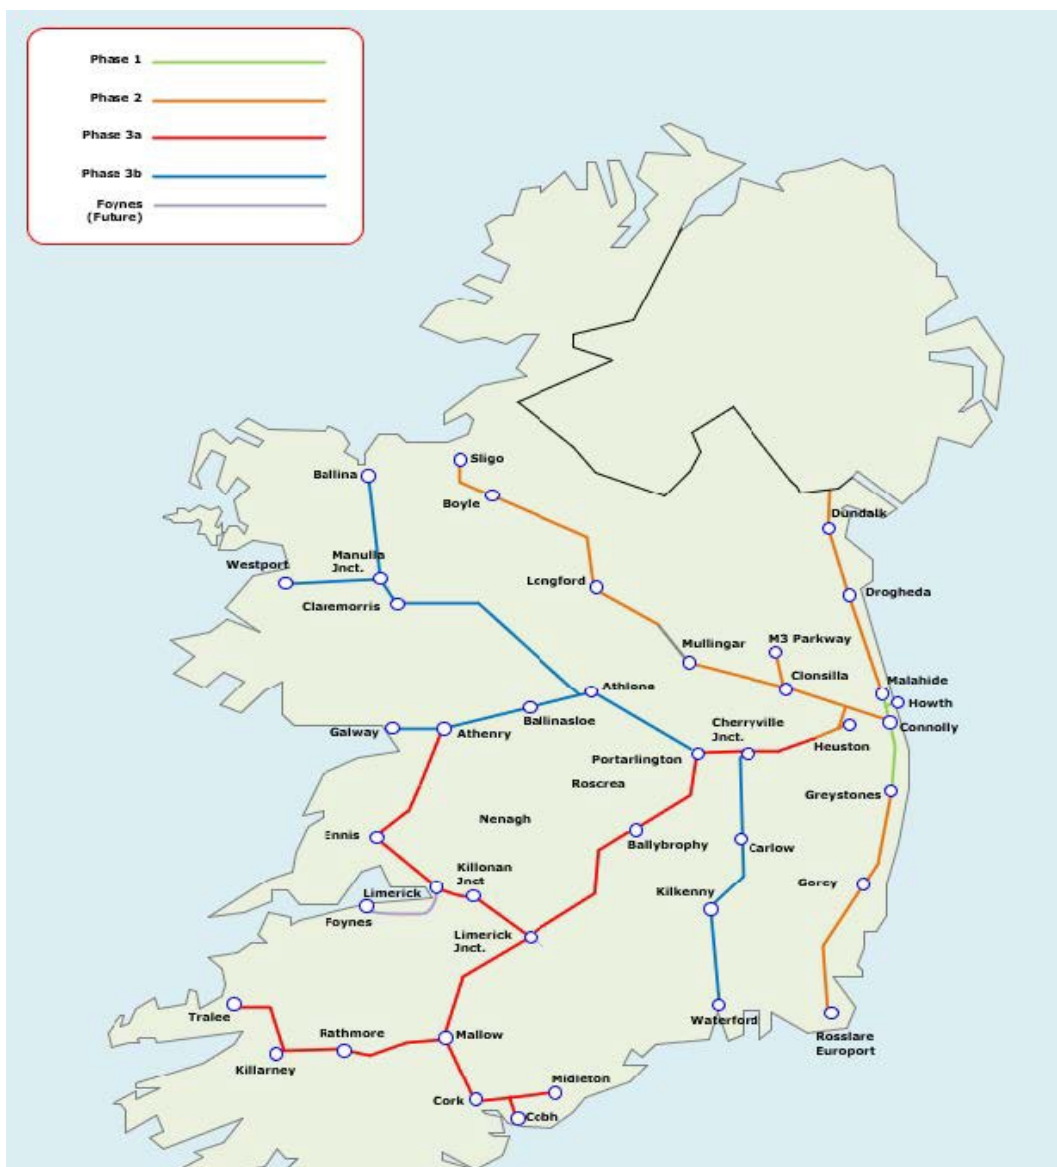 Phase 1
Phase 2
Phase 3a
Phase 3b
Foynes
(Future)
Sligo
Ballina
Boyle
Dundalk
Manulla
Jnct.
Westport
Longford
Claremorris
Drogheda
M3 Parkway
Mullingar
Clonsilla
Malahide
Athlone
Howth
Ballinasloe
Cherryville
Jnct.
Connolly
Galway
Athenry
Heuston
Portarlington
Roscrea
Greystones
Nenagh
Ennis
Ballybrophy
Carlow
Killonan
Jnct
Gorey
Limerick
Kilkenny
Foynes
Limerick
Jnct.
Tralee
Waterford
Rathmore
Mallow
Rosslare
Europort
Killarney
Midleton
Cork
Cobh